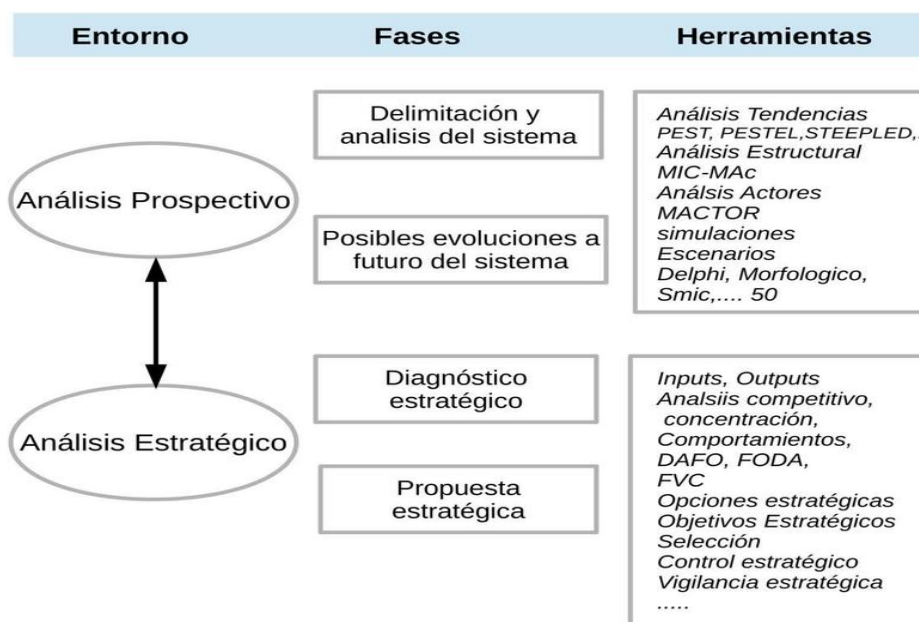 Entorno
Fases
Herramientas
Análisis Prospectivo
Delimitación y
analisis del sistema
Posibles evoluciones a
futuro del sistema
Análisis Tendencias
PEST, PESTEL,STEEPLED,.
Análisis Estructural
MIC-MAc
Análsis Actores
MACTOR
simulaciones
Escenarios
Delphi, Morfologico,
Smic,.... 50
Análisis Estratégico
Diagnóstico
estratégico
Propuesta
estratégica
Inputs, Outputs
Analsiis competitivo,
concentración,
Comportamientos,
DAFO, FODA,
FVC
Opciones estratégicas
Objetivos Estratégicos
Selección
Control estratégico
Vigilancia estratégica
.....